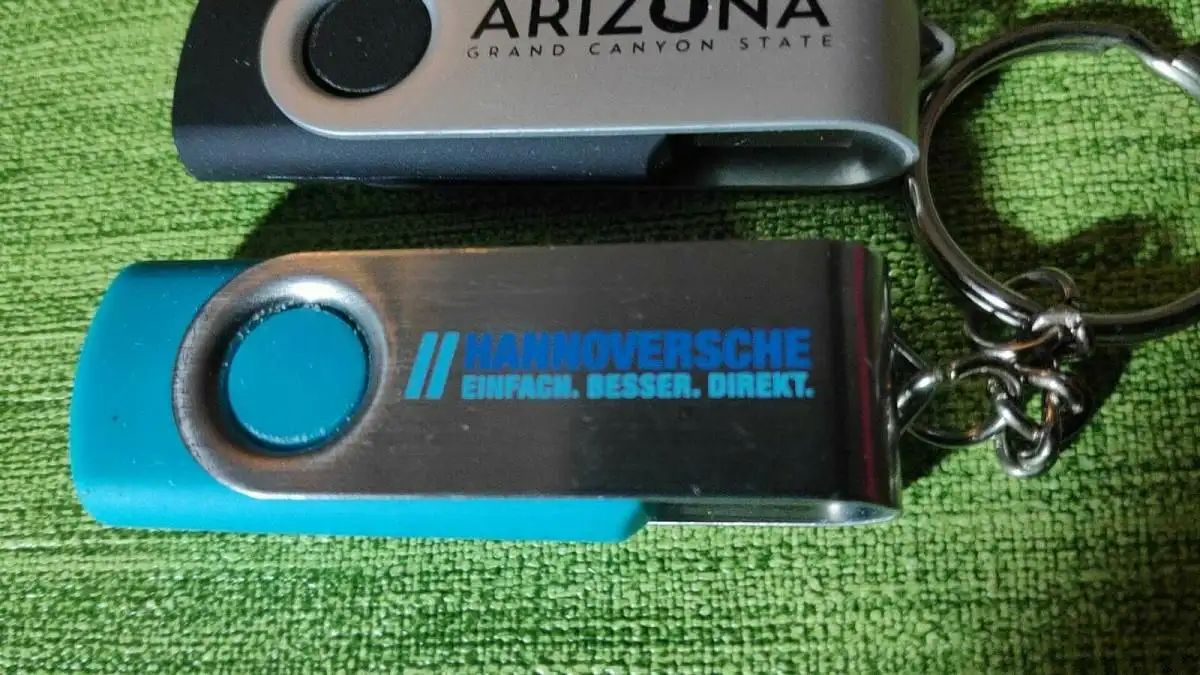 ARIZONA
GRAND CANYON STATE
// HANNOVERSCHE
EINFACH. BESSER. DIREKT.